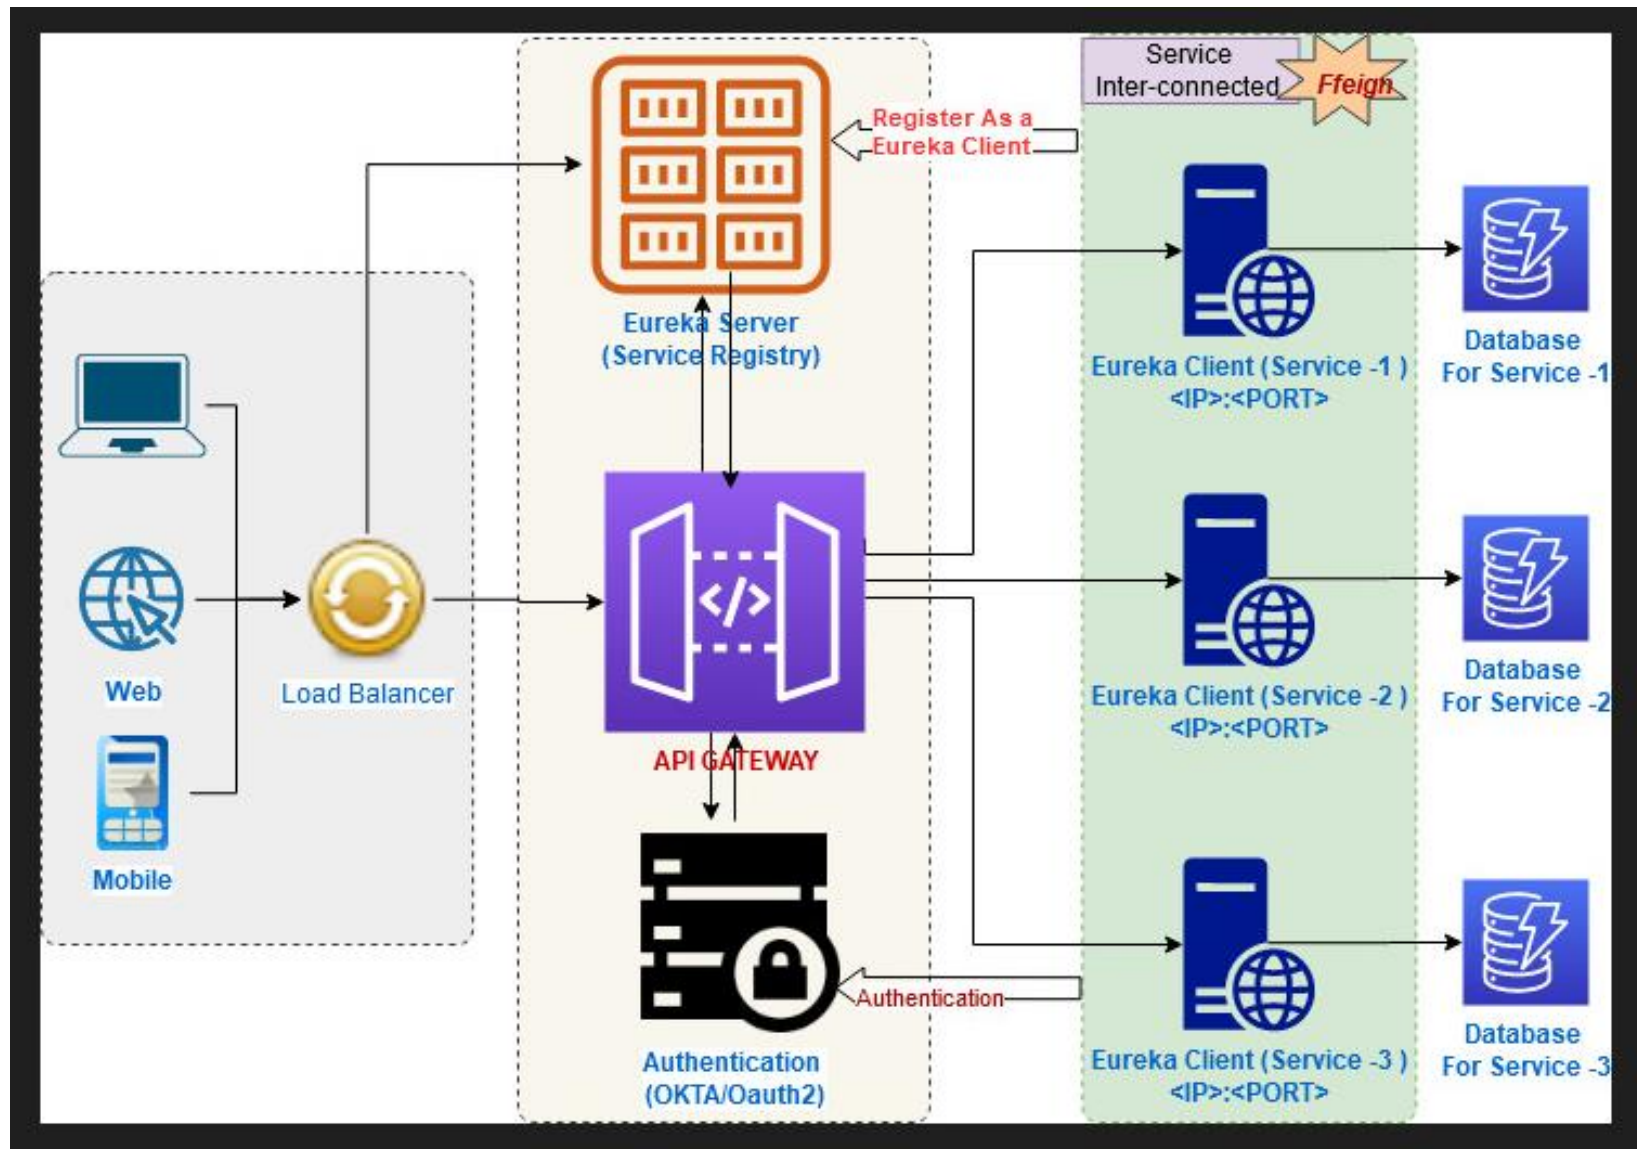 Service
Inter-connected
Ffeign
Register As a
Eureka Client
Eureka Server
(Service Registry)
Eureka Client (Service -1 )
<IP>:<PORT>
Database
For Service -1
</>
Web
Load Balancer
Mobile
API GATEWAY
Eureka Client (Service -2 )
<IP>:<PORT>
Database
For Service -2
Authentication
Authentication
(OKTA/Oauth2)
Eureka Client (Service -3 )
<IP>:<PORT>
Database
For Service -3